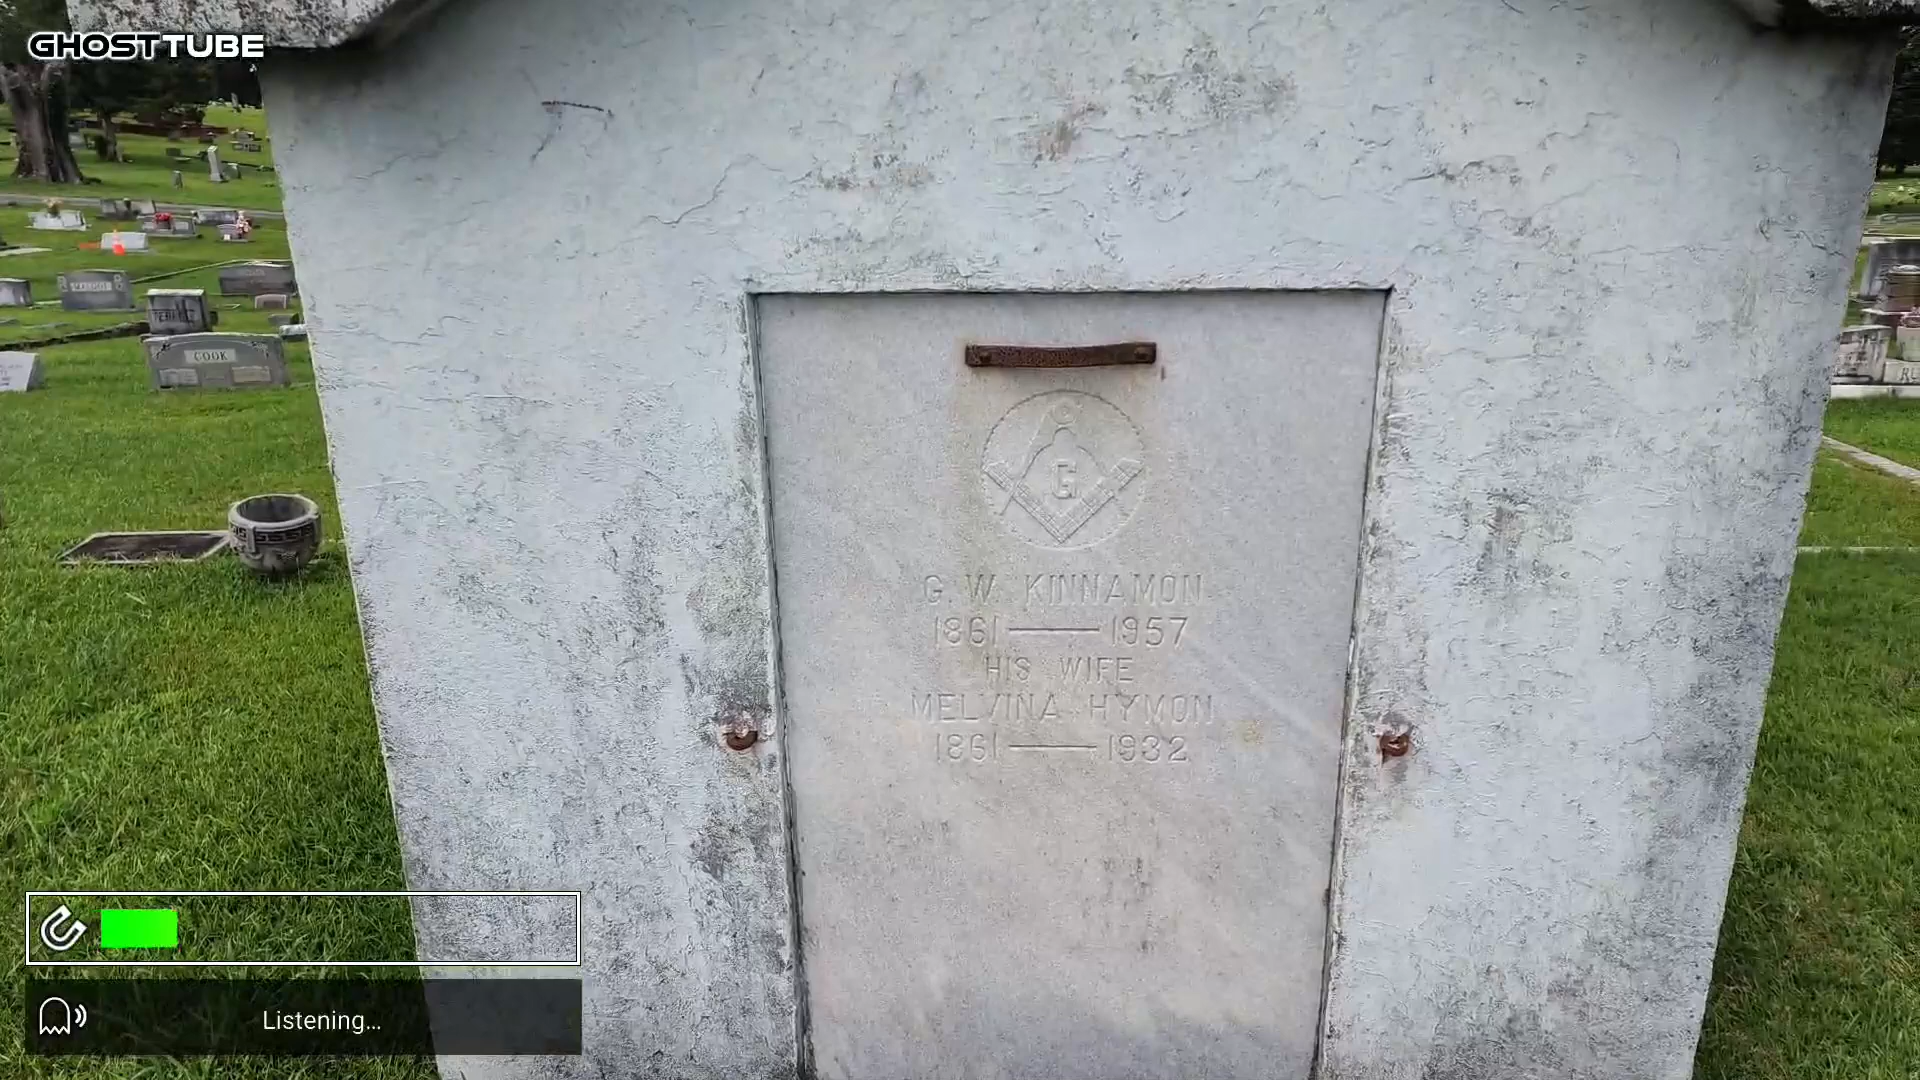 GHOSTTUBE
COOK
G
G. W. KINNAMON
1861 — 1957
HIS WIFE
MELVINA HYMON
1861 — 1932
Listening...